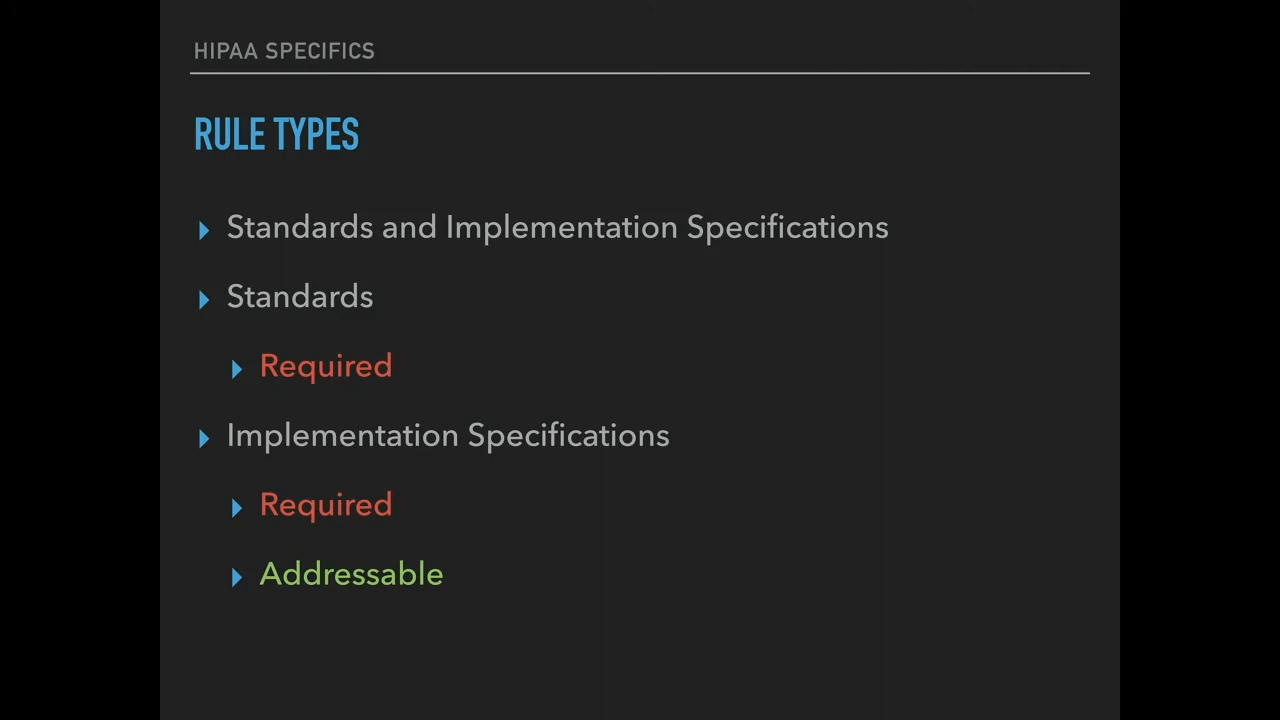 HIPAA SPECIFICS
RULE TYPES
Standards and Implementation Specifications
Standards
Required
Implementation Specifications
Required
Addressable